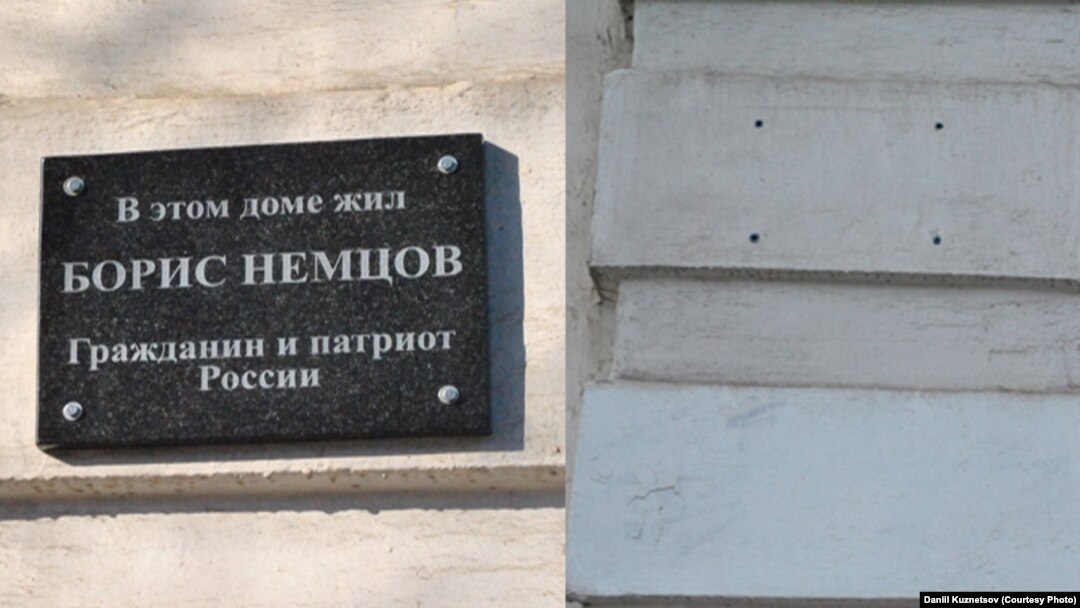 В этом доме жил
БОРИС НЕМЦОВ
Гражданин и патриот
России
Daniil Kuznetsov (Courtesy Photo)